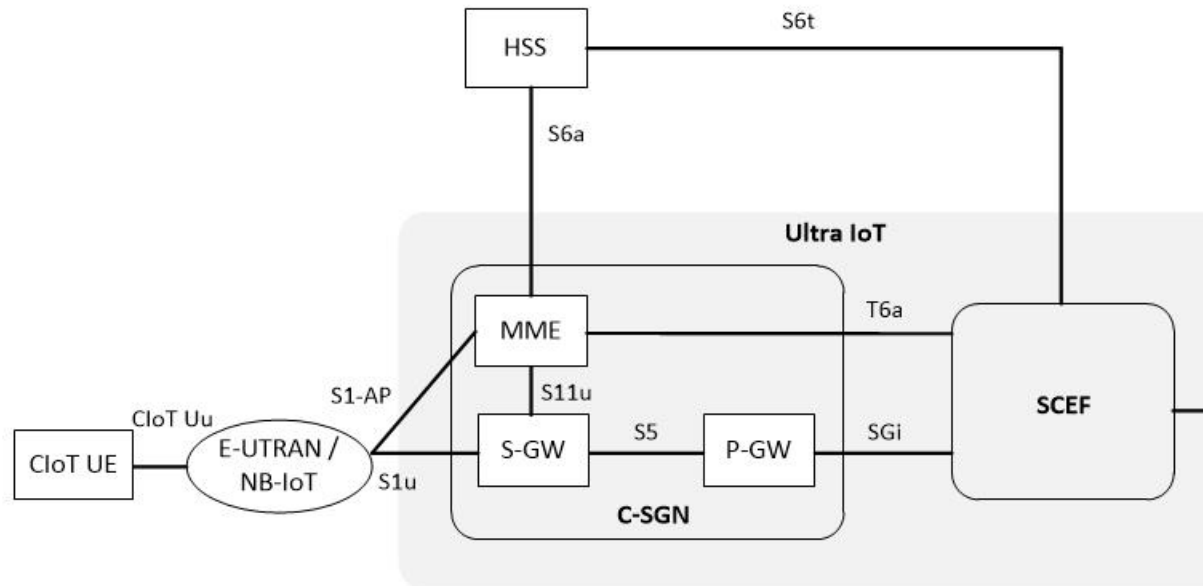 S6t
HSS
S6a
Ultra IoT
MME
T6a
S1-AP
S11u
SCEF
CIoT Uu
E-UTRAN /
NB-IoT
S-GW
S5
P-GW
SGi
CIoT UE
S1u
C-SGN